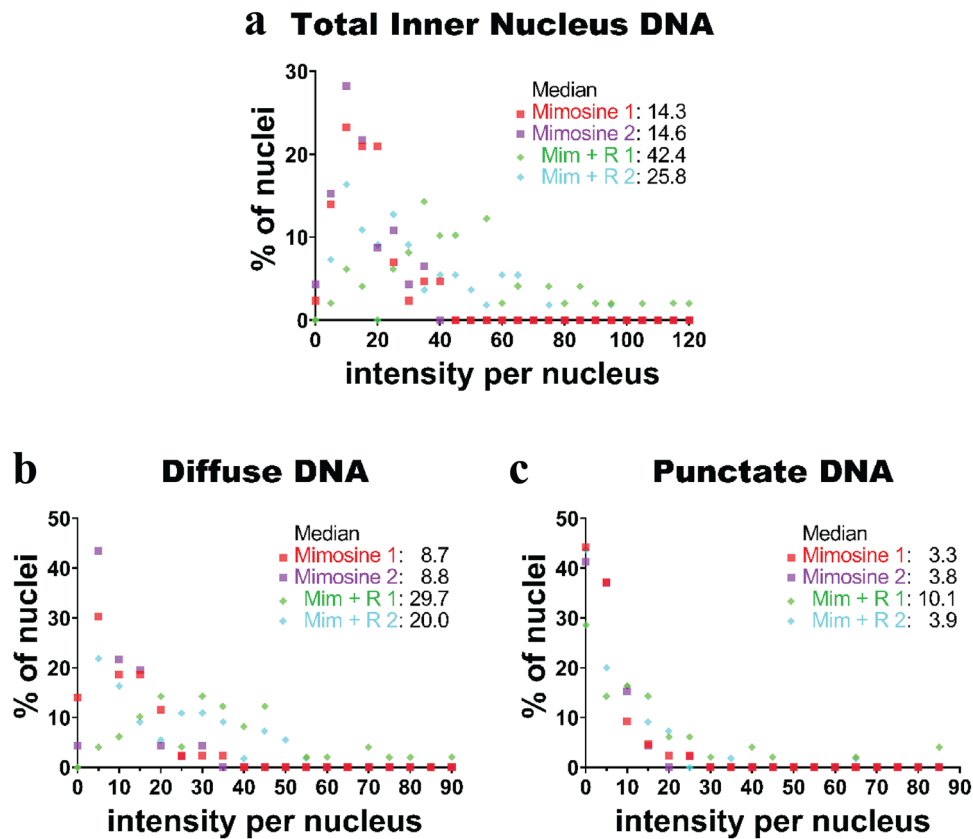 a Total Inner Nucleus DNA
30
20
10
0
% of nuclei
Median
Mimosine 1: 14.3
Mimosine 2: 14.6
Mim + R 1: 42.4
Mim + R 2: 25.8
0 20 40 60 80 100 120
intensity per nucleus
b Diffuse DNA
50
40
30
20
10
0
% of nuclei
Median
Mimosine 1: 8.7
Mimosine 2: 8.8
Mim + R 1: 29.7
Mim + R 2: 20.0
0 10 20 30 40 50 60 70 80 90
intensity per nucleus
c Punctate DNA
50
40
30
20
10
0
% of nuclei
Median
Mimosine 1: 3.3
Mimosine 2: 3.8
Mim + R 1: 10.1
Mim + R 2: 3.9
0 10 20 30 40 50 60 70 80 90
intensity per nucleus